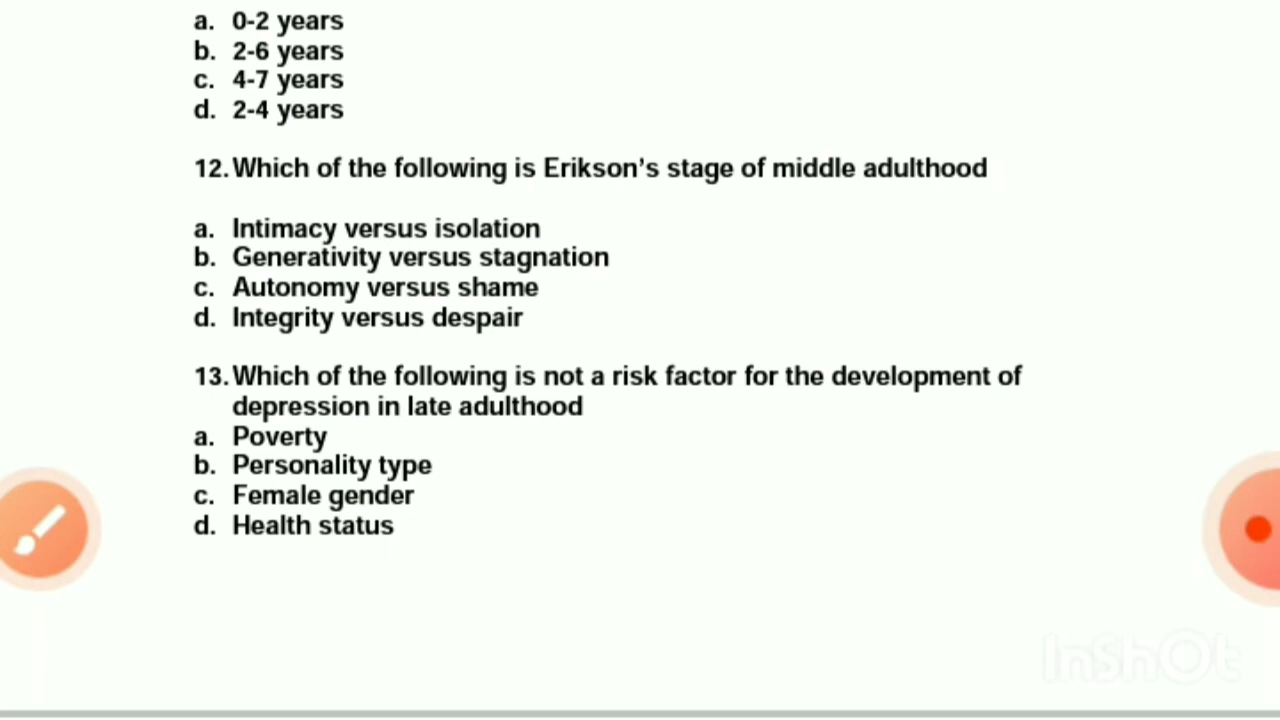 a. 0-2 years
b. 2-6 years
c. 4-7 years
d. 2-4 years
12. Which of the following is Erikson's stage of middle adulthood
a. Intimacy versus isolation
b. Generativity versus stagnation
c. Autonomy versus shame
d. Integrity versus despair
13. Which of the following is not a risk factor for the development of
depression in late adulthood
a. Poverty
b. Personality type
c. Female gender
d. Health status
InShOt